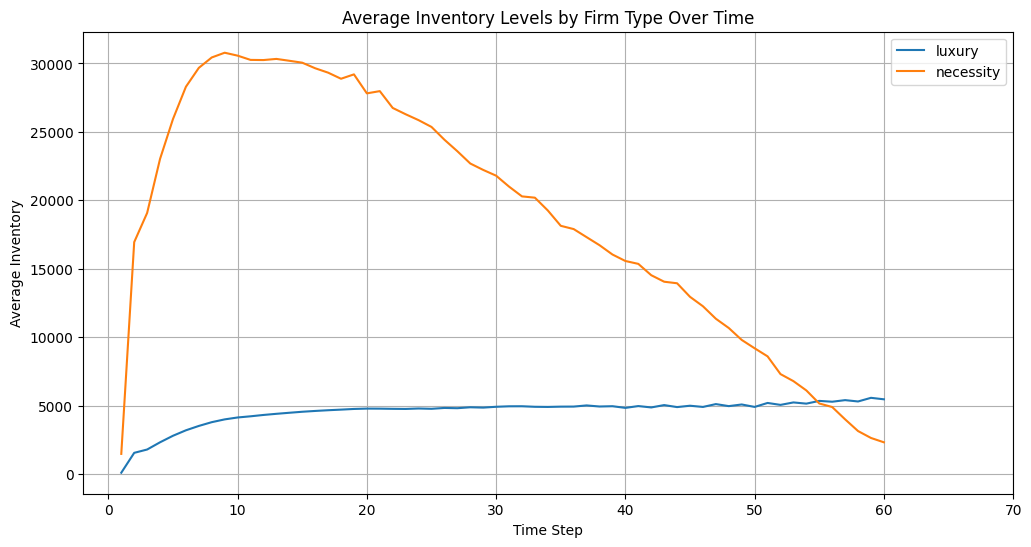 Average Inventory Levels by Firm Type Over Time
luxury
necessity
Average Inventory
30000
25000
20000
15000
10000
5000
0
0 10 20 30 40 50 60 70
Time Step